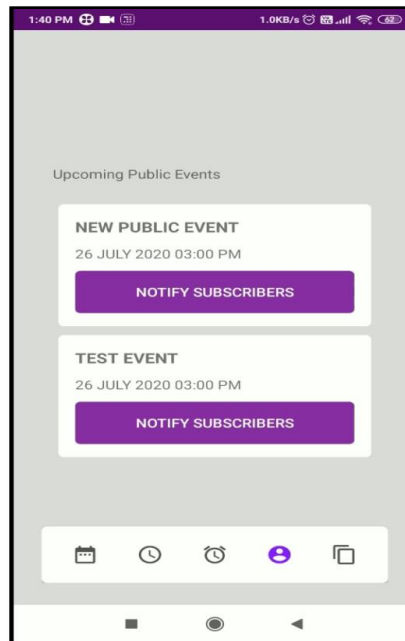 1:40 PM 1.0KB/s 62
Upcoming Public Events
NEW PUBLIC EVENT
26 JULY 2020 03:00 PM
NOTIFY SUBSCRIBERS
TEST EVENT
26 JULY 2020 03:00 PM
NOTIFY SUBSCRIBERS